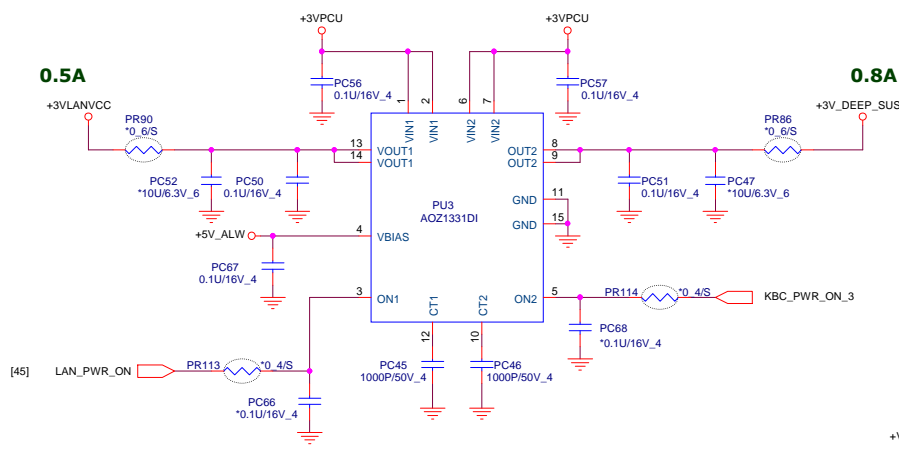 +3VPCU
+3VPCU
0.5A
0.8A
+3VLANVCC
+3V_DEEP_SUS
PC56
0.1U/16V_4
PC57
0.1U/16V_4
1
2
6
7
VIN1
VIN1
VIN2
VIN2
PR90
*0_6/S
PR86
*0_6/S
13
14
VOUT1
VOUT1
OUT2
OUT2
8
9
PC52
*10U/6.3V_6
PC50
0.1U/16V_4
PC51
0.1U/16V_4
PC47
*10U/6.3V_6
PU3
AOZ1331DI
GND
11
GND
15
+5V_ALW
4
VBIAS
PC67
0.1U/16V_4
3
ON1
CT1
CT2
ON2
5
PR114
*0_4/S
KBC_PWR_ON_3
12
10
PC68
*0.1U/16V_4
[45]
LAN_PWR_ON
PR113
*0_4/S
PC45
1000P/50V_4
PC46
1000P/50V_4
PC66
*0.1U/16V_4